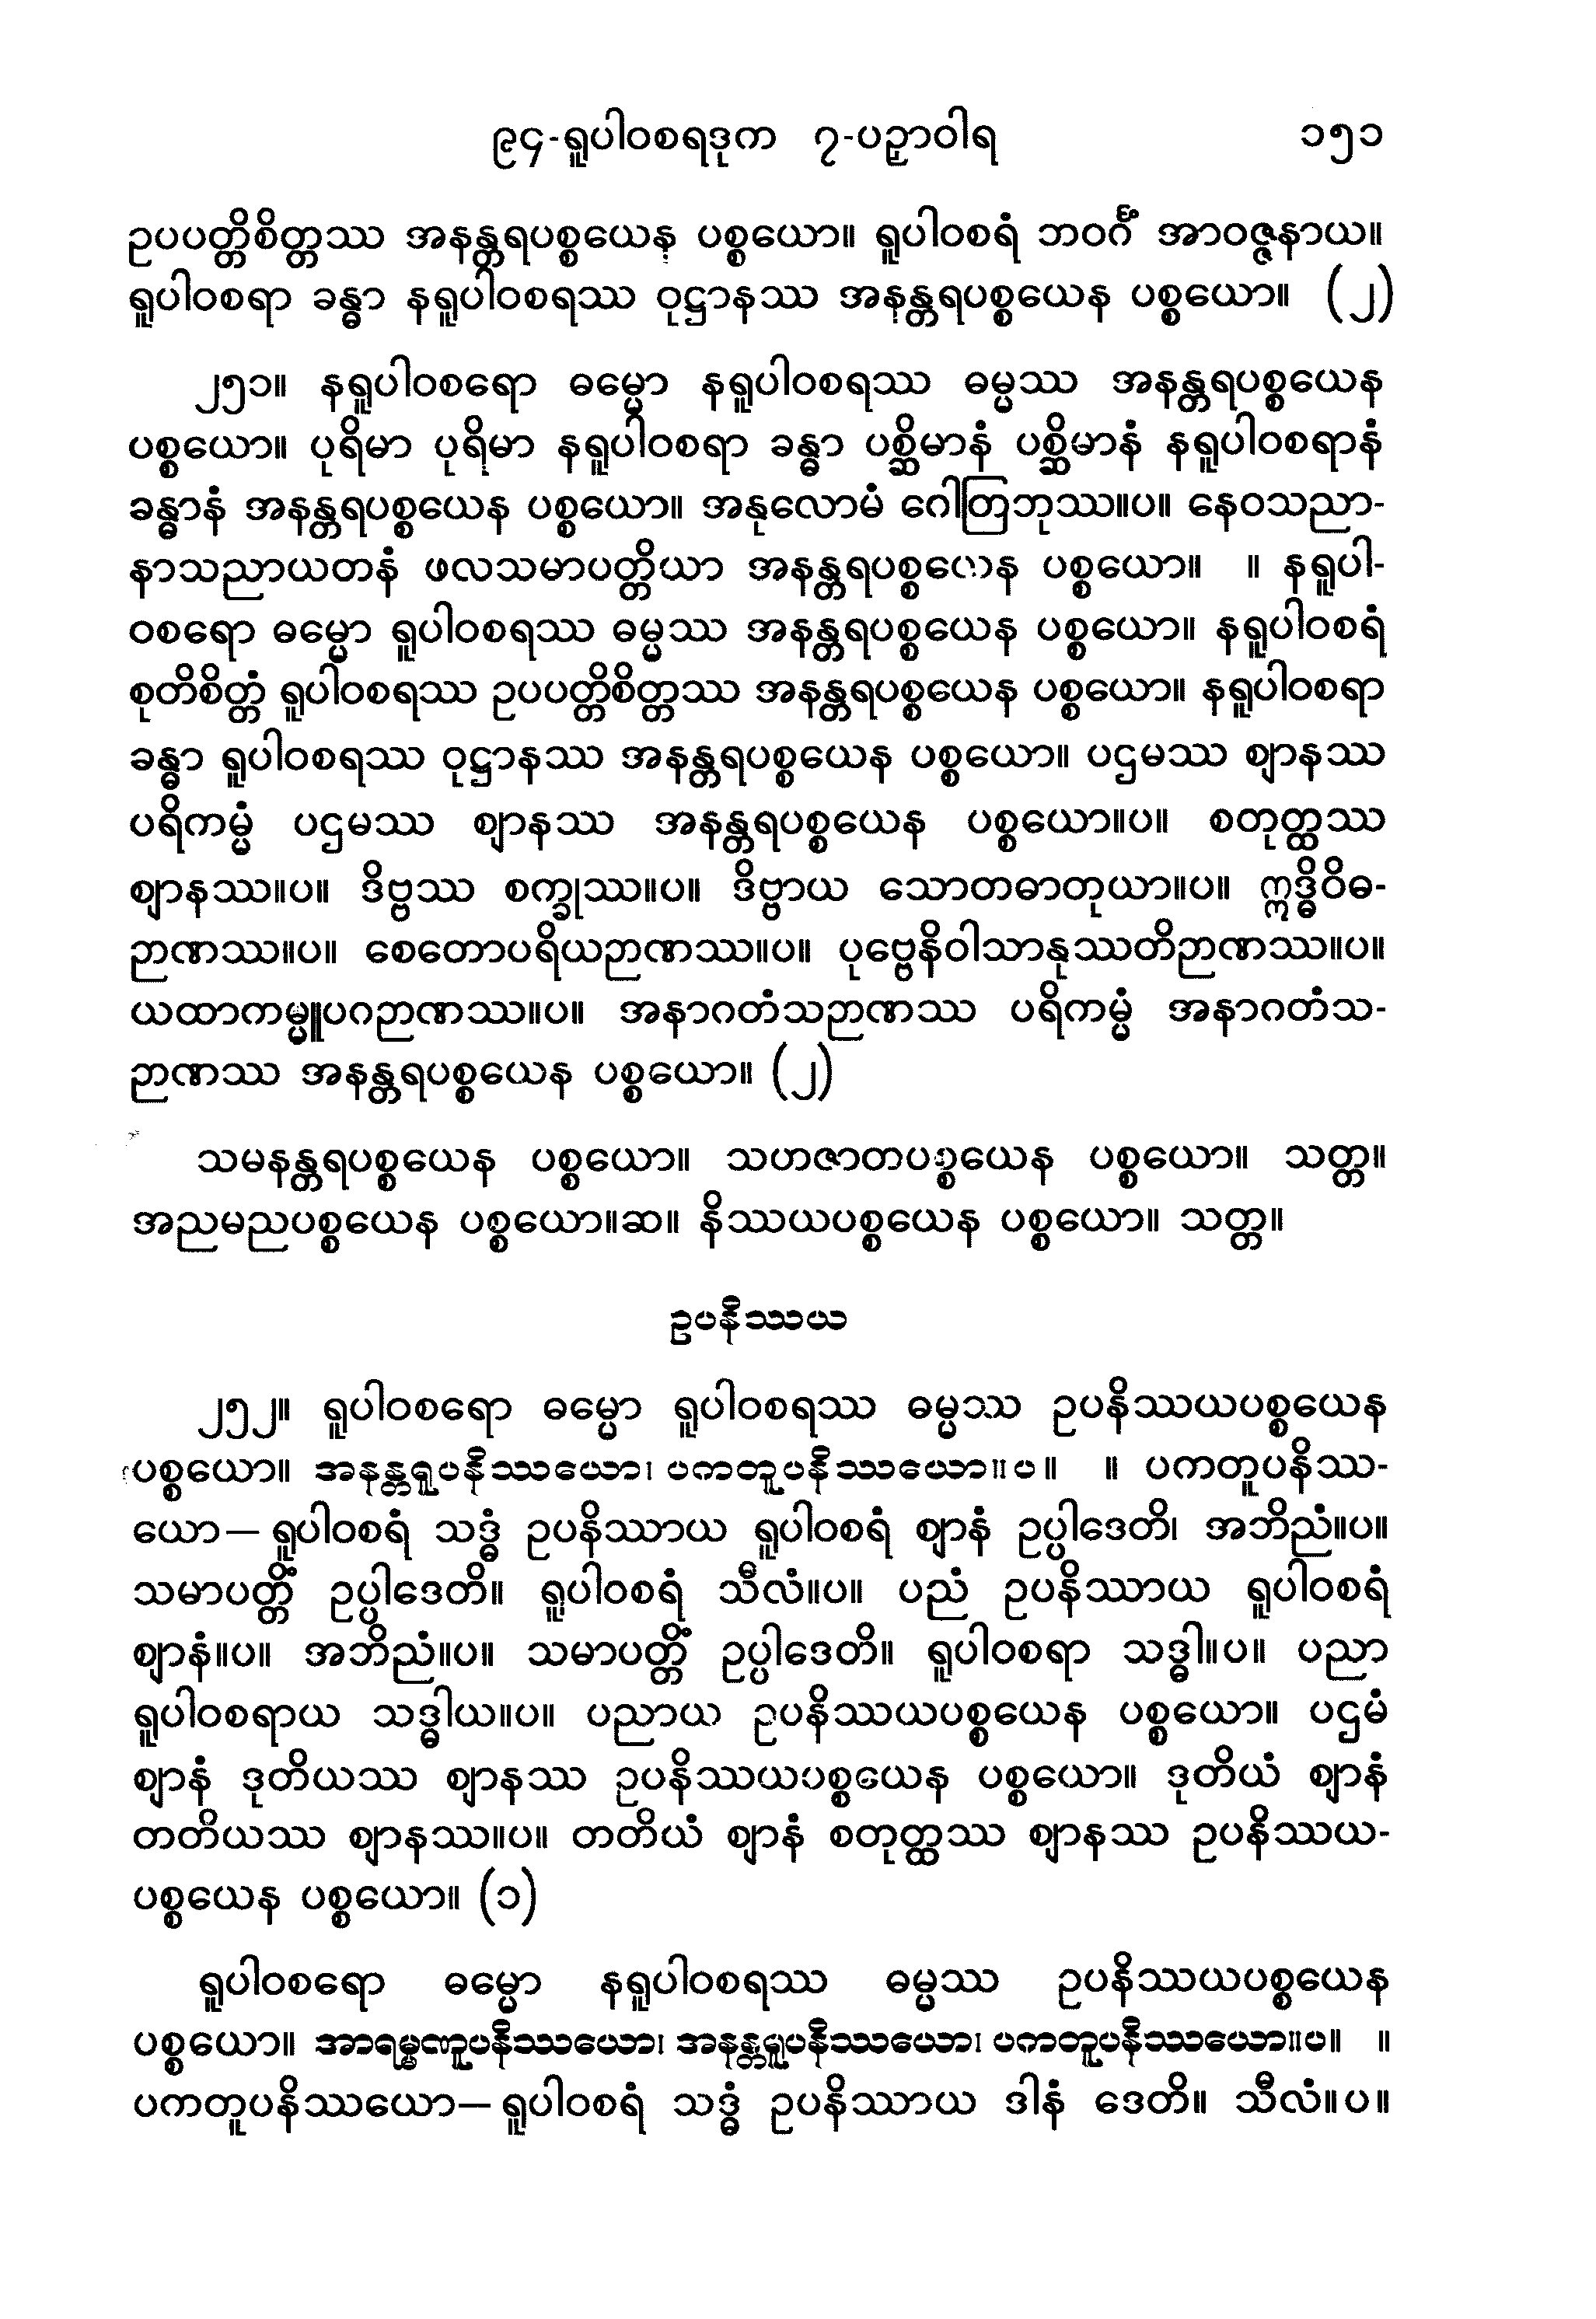 ၉၄-ရူပါဝစရဒုက ၇-ပဉှာဝါရ ၁၅၁
ဥပပတ္တိစိတ္တဿ အနန္တရပစ္စယေန ပစ္စယော။ ရူပါဝစရံ ဘဝင်္ဂံ အာဝဇ္ဇနာယ။
ရူပါဝစရာ ခန္ဓာ နရူပါဝစရဿ ဝုဋ္ဌာနဿ အနန္တရပစ္စယေန ပစ္စယော။ (၂)
၂၅၁။ နရူပါဝစရော ဓမ္မော နရူပါဝစရဿ ဓမ္မဿ အနန္တရပစ္စယေန
ပစ္စယော။ ပုရိမာ ပုရိမာ နရူပါဝစရာ ခန္ဓာ ပစ္ဆိမာနံ ပစ္ဆိမာနံ နရူပါဝစရာနံ
ခန္ဓာနံ အနန္တရပစ္စယေန ပစ္စယော။ အနုလောမံ ဂေါတြဘုဿ။ပ။ နေဝသညာ-
နာသညာယတနံ ဖလသမာပတ္တိယာ အနန္တရပစ္စယေန ပစ္စယော။ ။ နရူပါ-
ဝစရော ဓမ္မော ရူပါဝစရဿ ဓမ္မဿ အနန္တရပစ္စယေန ပစ္စယော။ နရူပါဝစရံ
စုတိစိတ္တံ ရူပါဝစရဿ ဥပပတ္တိစိတ္တဿ အနန္တရပစ္စယေန ပစ္စယော။ နရူပါဝစရာ
ခန္ဓာ ရူပါဝစရဿ ဝုဋ္ဌာနဿ အနန္တရပစ္စယေန ပစ္စယော။ ပဌမဿ ဈာနဿ
ပရိကမ္မံ ပဌမဿ ဈာနဿ အနန္တရပစ္စယေန ပစ္စယော။ပ။ စတုတ္ထဿ
ဈာနဿ။ပ။ ဒိဗ္ဗဿ စက္ခုဿ။ပ။ ဒိဗ္ဗာယ သောတဓာတုယာ။ပ။ ဣဒ္ဓိဝိဓ-
ဉာဏဿ။ပ။ စေတောပရိယဉာဏဿ။ပ။ ပုဗ္ဗေနိဝါသာနုဿတိဉာဏဿ။ပ။
ယထာကမ္မူပဂဉာဏဿ။ပ။ အနာဂတံသဉာဏဿ ပရိကမ္မံ အနာဂတံသ-
ဉာဏဿ အနန္တရပစ္စယေန ပစ္စယော။ (၂)
သမနန္တရပစ္စယေန ပစ္စယော။ သဟဇာတပစ္စယေန ပစ္စယော။ သတ္တ။
အညမညပစ္စယေန ပစ္စယော။ဆ။ နိဿယပစ္စယေန ပစ္စယော။ သတ္တ။
ဥပနိဿယ
၂၅၂။ ရူပါဝစရော ဓမ္မော ရူပါဝစရဿ ဓမ္မဿ ဥပနိဿယပစ္စယေန
ပစ္စယော။ အနန္တရူပနိဿယော၊ ပကတူပနိဿယော။ပ။ ။ ပကတူပနိဿ-
ယော— ရူပါဝစရံ သဒ္ဓံ ဥပနိဿာယ ရူပါဝစရံ ဈာနံ ဥပ္ပါဒေတိ၊ အဘိညံ။ပ။
သမာပတ္တိံ ဥပ္ပါဒေတိ။ ရူပါဝစရံ သီလံ။ပ။ ပညံ ဥပနိဿာယ ရူပါဝစရံ
ဈာနံ။ပ။ အဘိညံ။ပ။ သမာပတ္တိံ ဥပ္ပါဒေတိ။ ရူပါဝစရာ သဒ္ဓါ။ပ။ ပညာ
ရူပါဝစရာယ သဒ္ဓါယ။ပ။ ပညာယ ဥပနိဿယပစ္စယေန ပစ္စယော။ ပဌမံ
ဈာနံ ဒုတိယဿ ဈာနဿ ဥပနိဿယပစ္စယေန ပစ္စယော။ ဒုတိယံ ဈာနံ
တတိယဿ ဈာနဿ။ပ။ တတိယံ ဈာနံ စတုတ္ထဿ ဈာနဿ ဥပနိဿယ-
ပစ္စယေန ပစ္စယော။ (၁)
ရူပါဝစရော ဓမ္မော နရူပါဝစရဿ ဓမ္မဿ ဥပနိဿယပစ္စယေန
ပစ္စယော။ အာရမ္မဏူပနိဿယော၊ အနန္တရူပနိဿယော၊ ပကတူပနိဿယော။ပ။ ။
ပကတူပနိဿယော— ရူပါဝစရံ သဒ္ဓံ ဥပနိဿာယ ဒါနံ ဒေတိ။ သီလံ။ပ။